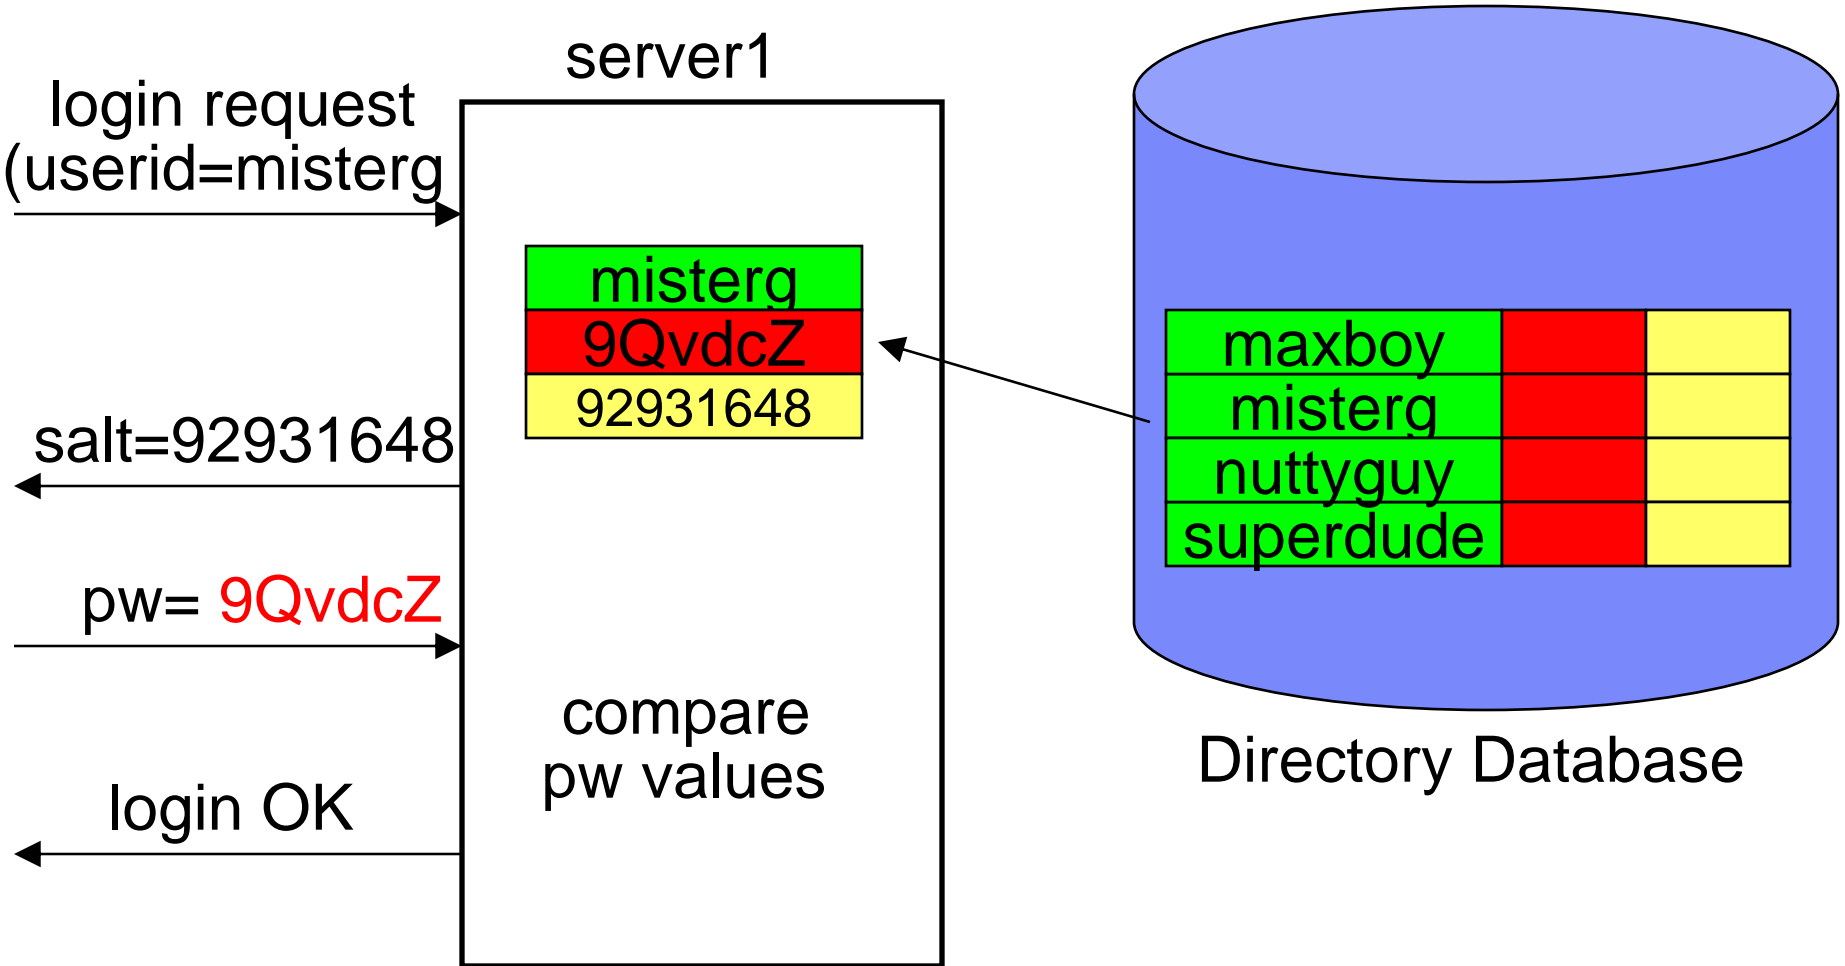 server1
login request
(userid=misterg
misterg
9QvdcZ
92931648
salt=92931648
pw= 9QvdcZ
compare
pw values
login OK
maxboy
misterg
nuttyguy
superdude
Directory Database